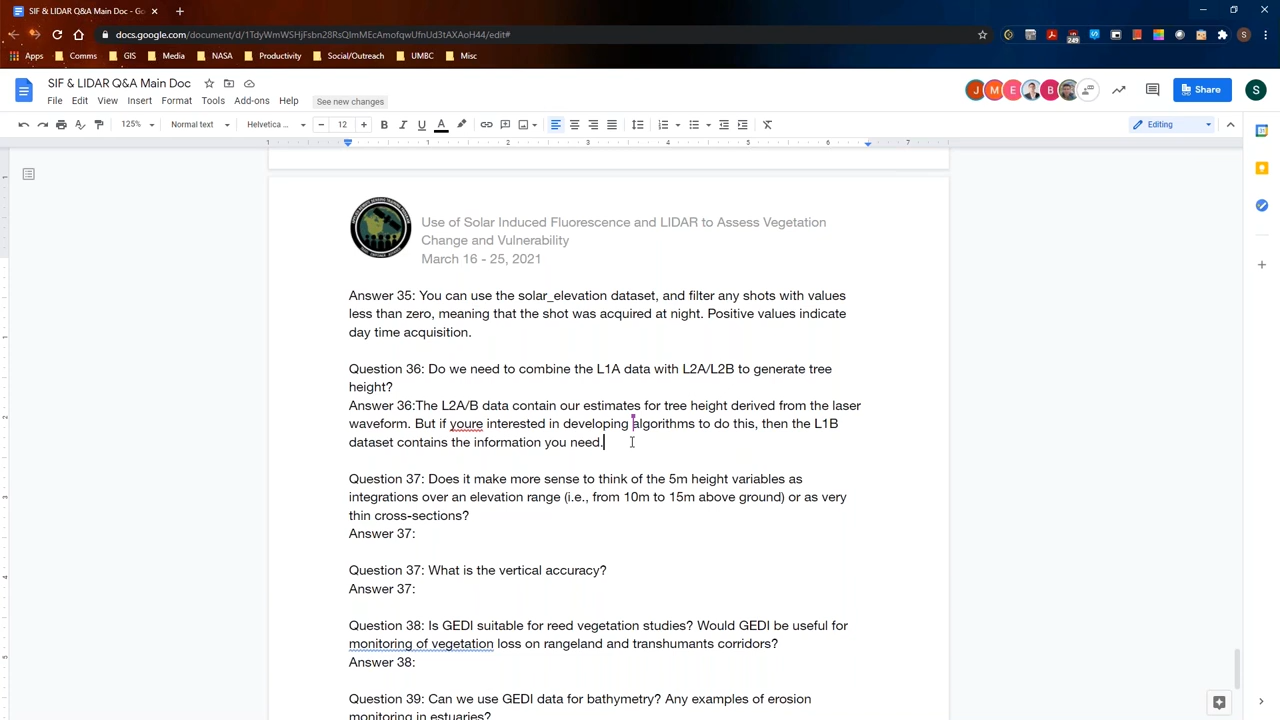 SIF & LIDAR Q&A Main Doc - Go
docs.google.com/document/d/1TdyWmWSHjFsbn28RsQlmMEcAmofqwUfnUd3tAXAoH44/edit#
Apps Comms GIS Media NASA Productivity Social/Outreach UMBC Misc
249
S
SIF & LIDAR Q&A Main Doc
File Edit View Insert Format Tools Add-ons Help See new changes
J M E B
Share
S
125% Normal text Helvetica ... 12 B I U A
Editing
1 1 2 3 4 5 6 7
Use of Solar Induced Fluorescence and LIDAR to Assess Vegetation
Change and Vulnerability
March 16 - 25, 2021
Answer 35: You can use the solar_elevation dataset, and filter any shots with values
less than zero, meaning that the shot was acquired at night. Positive values indicate
day time acquisition.
Question 36: Do we need to combine the L1A data with L2A/L2B to generate tree
height?
Answer 36:The L2A/B data contain our estimates for tree height derived from the laser
waveform. But if youre interested in developing algorithms to do this, then the L1B
dataset contains the information you need.
Question 37: Does it make more sense to think of the 5m height variables as
integrations over an elevation range (i.e., from 10m to 15m above ground) or as very
thin cross-sections?
Answer 37:
Question 37: What is the vertical accuracy?
Answer 37:
Question 38: Is GEDI suitable for reed vegetation studies? Would GEDI be useful for
monitoring of vegetation loss on rangeland and transhumants corridors?
Answer 38:
Question 39: Can we use GEDI data for bathymetry? Any examples of erosion
monitoring in estuaries?